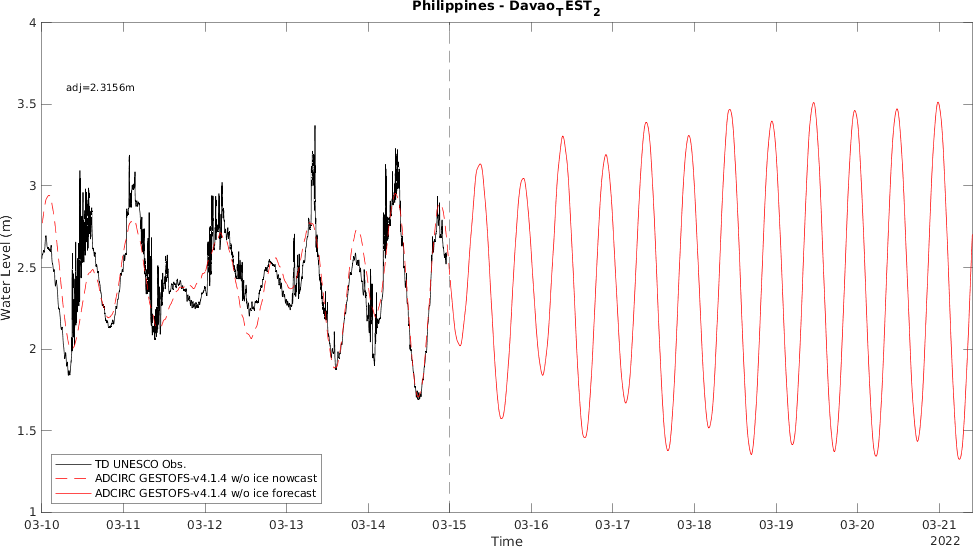 Philippines - Davao_TEST_2
adj=2.3156m
Water Level (m)
4
3.5
3
2.5
2
1.5
1
TD UNESCO Obs.
ADCIRC GESTOFS-v4.1.4 w/o ice nowcast
ADCIRC GESTOFS-v4.1.4 w/o ice forecast
03-10 03-11 03-12 03-13 03-14 03-15 03-16 03-17 03-18 03-19 03-20 03-21
Time
2022